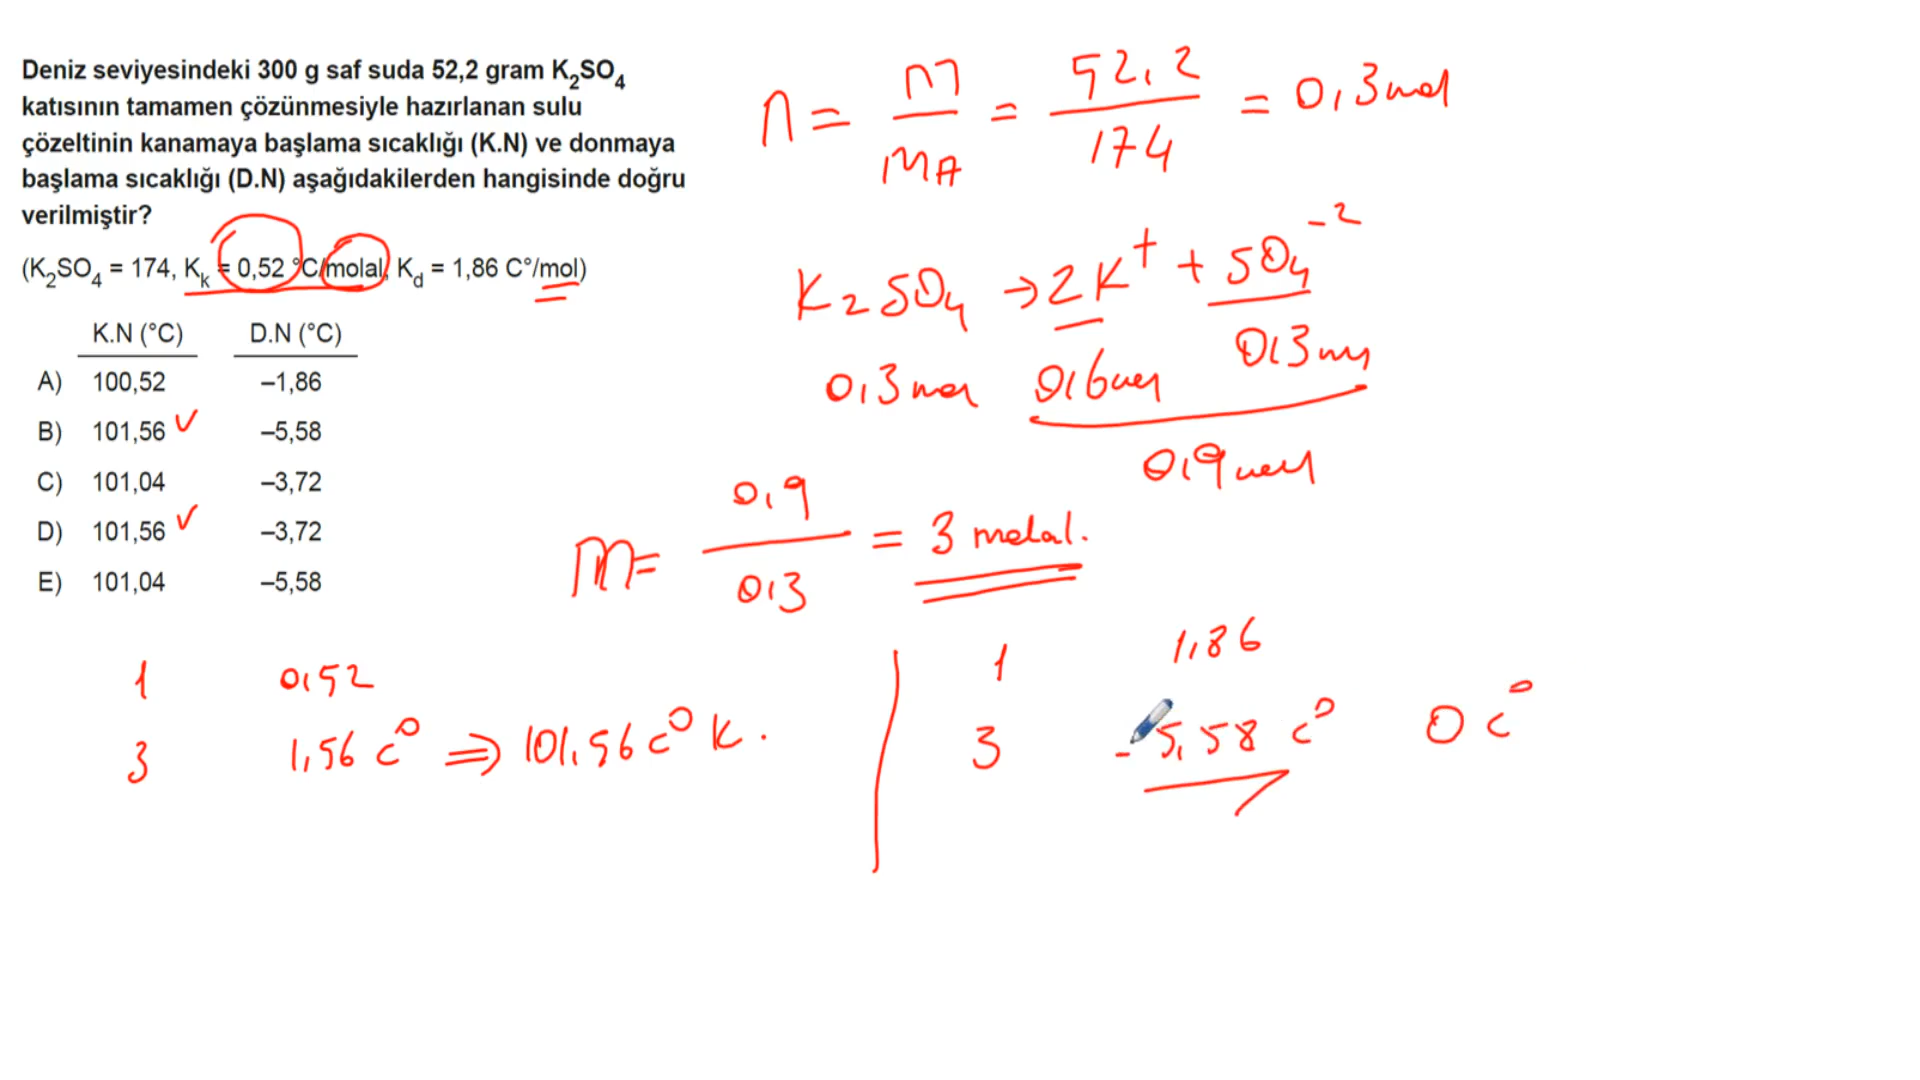 Deniz seviyesindeki 300 g saf suda 52,2 gram K₂SO₄
katısının tamamen çözünmesiyle hazırlanan sulu
çözeltinin kanamaya başlama sıcaklığı (K.N) ve donmaya
başlama sıcaklığı (D.N) aşağıdakilerden hangisinde doğru
verilmiştir?
(K₂SO₄ = 174, Kₖ = 0,52 °C/molal, K_d = 1,86 C°/mol)
K.N (°C) D.N (°C)
A) 100,52 –1,86
B) 101,56 ✓ –5,58
C) 101,04 –3,72
D) 101,56 ✓ –3,72
E) 101,04 –5,58
n = m/MA = 52,2/174 = 0,3 mol
K₂SO₄ → 2K⁺ + SO₄⁻²
0,3 mol 0,6 mol 0,3 mol
0,9 mol
m = 0,9/0,3 = 3 molal.
1 0,52
3 1,56 c° ⇒ 101,56 c° K.
1 1,86
3 -5,58 c° 0 c°